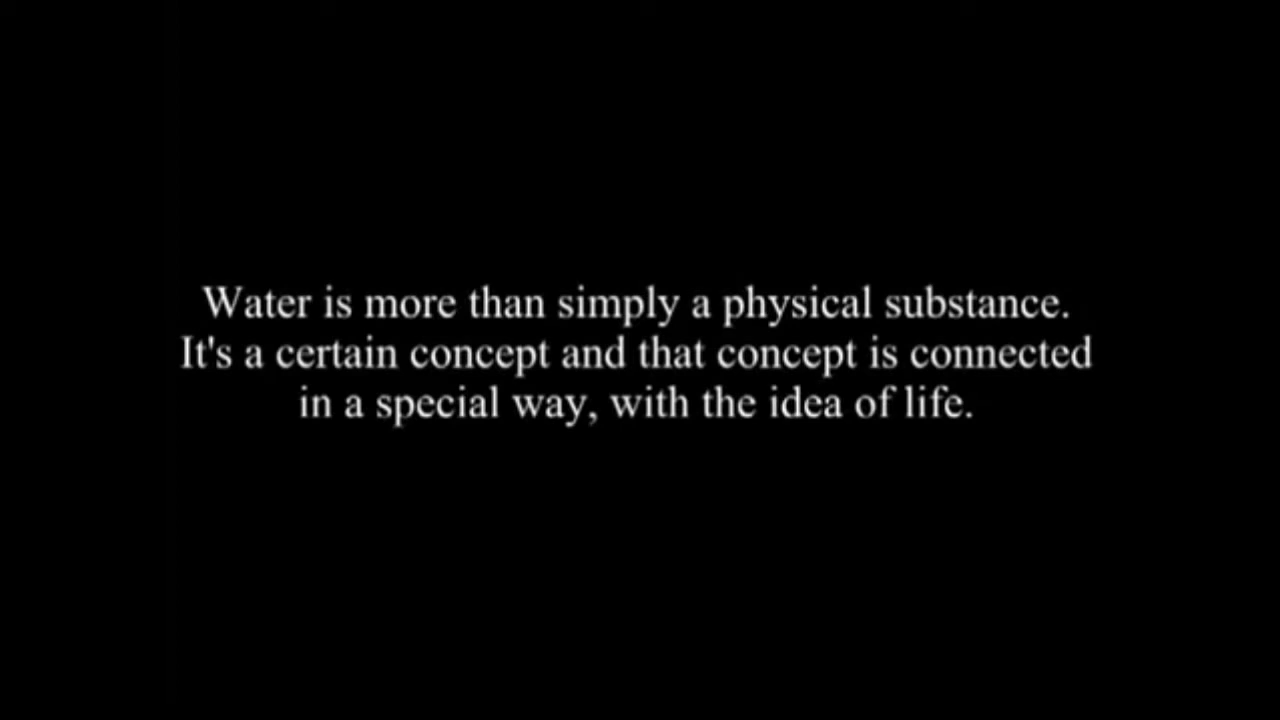 Water is more than simply a physical substance.
It's a certain concept and that concept is connected
in a special way, with the idea of life.